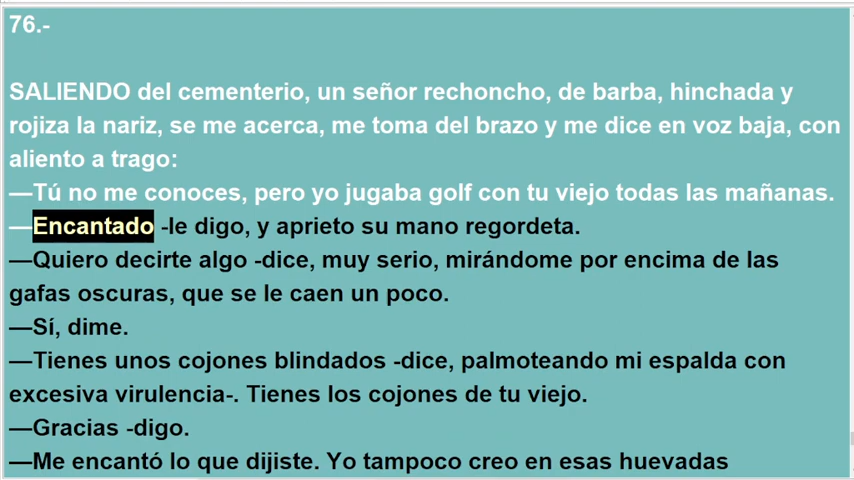 76.-
SALIENDO del cementerio, un señor rechoncho, de barba, hinchada y
rojiza la nariz, se me acerca, me toma del brazo y me dice en voz baja, con
aliento a trago:
—Tú no me conoces, pero yo jugaba golf con tu viejo todas las mañanas.
—Encantado -le digo, y aprieto su mano regordeta.
—Quiero decirte algo -dice, muy serio, mirándome por encima de las
gafas oscuras, que se le caen un poco.
—Sí, dime.
—Tienes unos cojones blindados -dice, palmoteando mi espalda con
excesiva virulencia-. Tienes los cojones de tu viejo.
—Gracias -digo.
—Me encantó lo que dijiste. Yo tampoco creo en esas huevadas